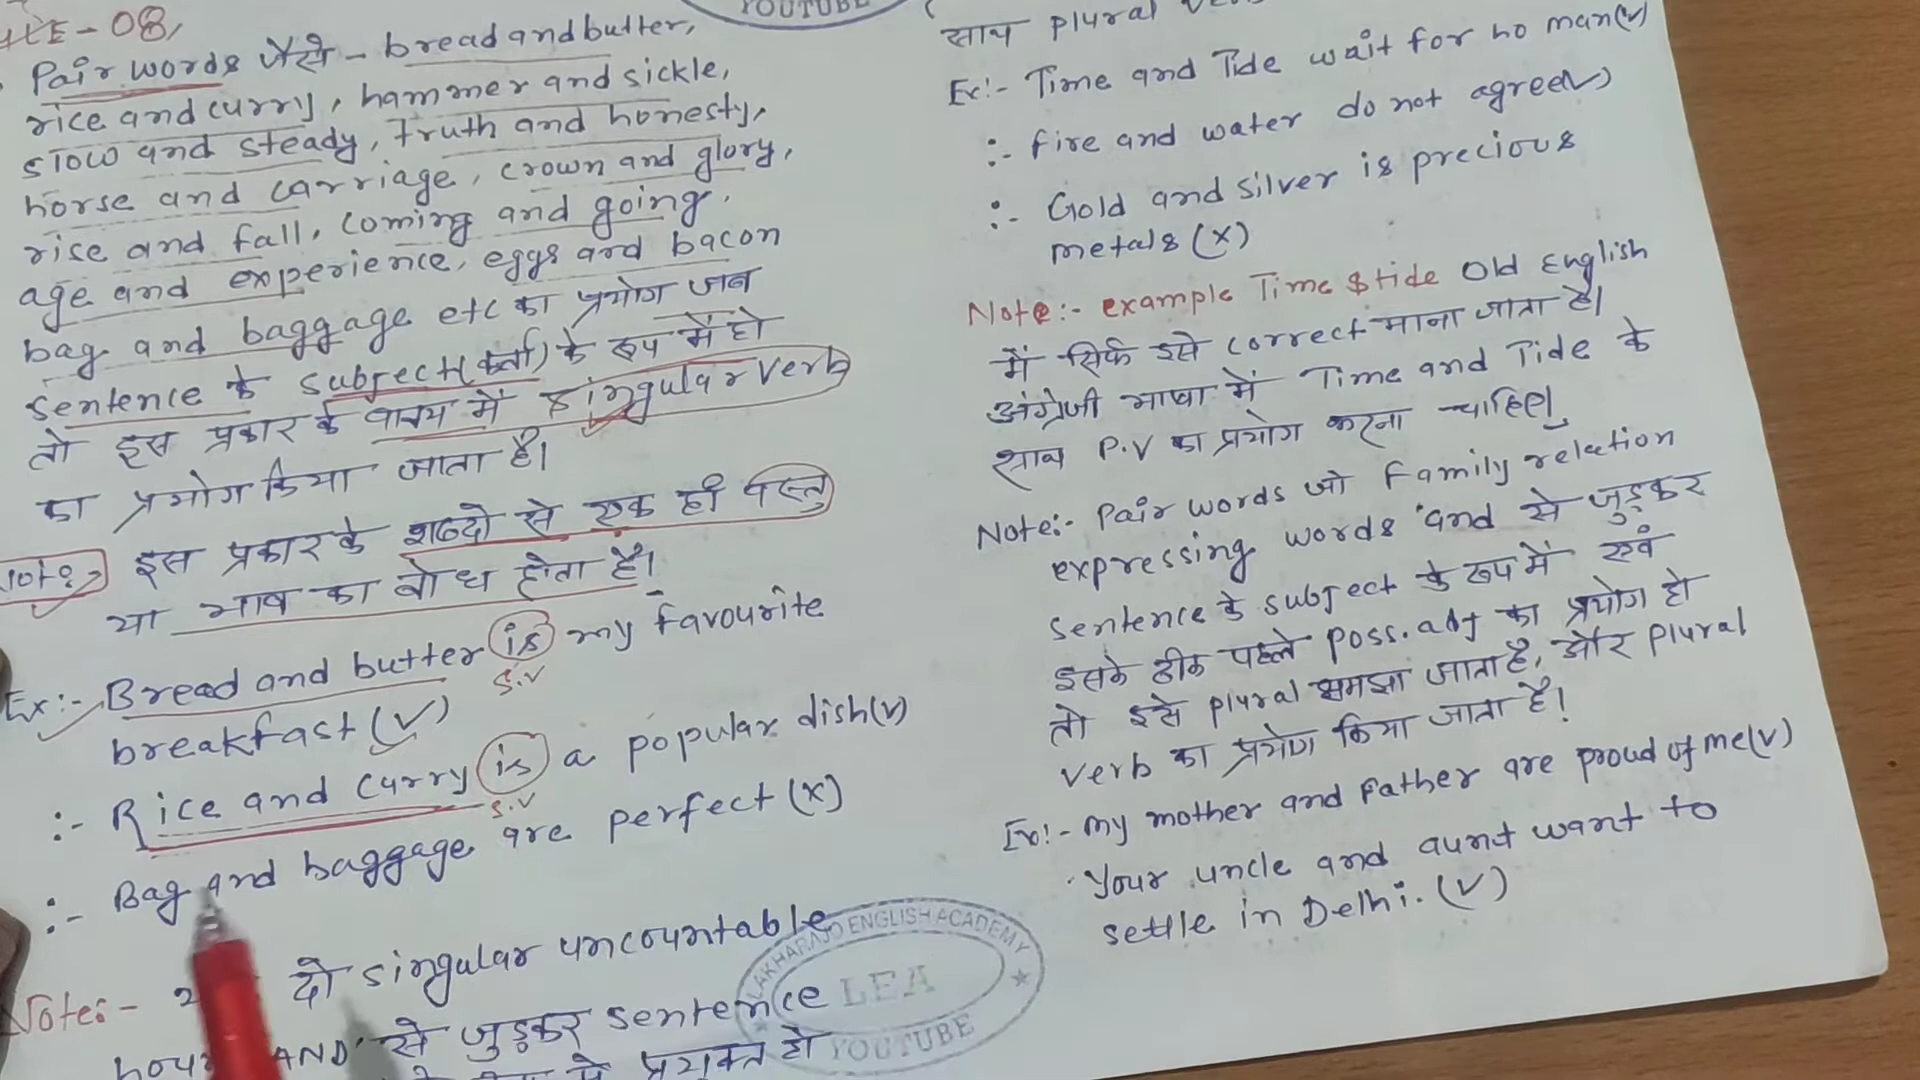 YOUTUBE
RULE-08,
Pair words जैसे - bread and butter,
rice and curry, hammer and sickle,
slow and steady, truth and honesty,
horse and carriage, crown and glory,
rise and fall, coming and going.
age and experience, eggs and bacon
bag and baggage etc का प्रयोग जब
sentence के subject(कर्ता) के रूप में हो
तो इस प्रकार के वाक्य में singular verb
का प्रयोग किया जाता है।
Note:- इस प्रकार के शब्दो से एक ही वस्तु
या भाव का बोध होता है।
Ex:- Bread and butter is my favourite
S.V
breakfast (✓)
:- Rice and curry is a popular dish(✓)
S.V
:- Bag and baggage are perfect (X)
Note:- दो singular uncountable
AND से जुड़कर sentence
प्रयुक्त हो
साथ plural
Ex:- Time and Tide wait for no man(✓)
:- fire and water do not agree(✓)
:- Gold and silver is precious
metals (X)
Note:- example Time & tide Old English
में सिर्फ इसे correct माना जाता है।
अंग्रेजी भाषा में Time and Tide के
साथ P.V का प्रयोग करना चाहिए,
Note:- Pair words जो Family relation
expressing words and से जुड़कर
sentence के subject के रूप में एवं
इसके ठीक पहले Poss. adj का प्रयोग हो
तो इसे plural समझा जाता है, और Plural
verb का प्रयोग किया जाता है!
Ex:- my mother and Father are proud of me(✓)
Your uncle and aunt want to
settle in Delhi. (✓)
LAKHARAJO ENGLISH ACADEMY
LEA
YOUTUBE